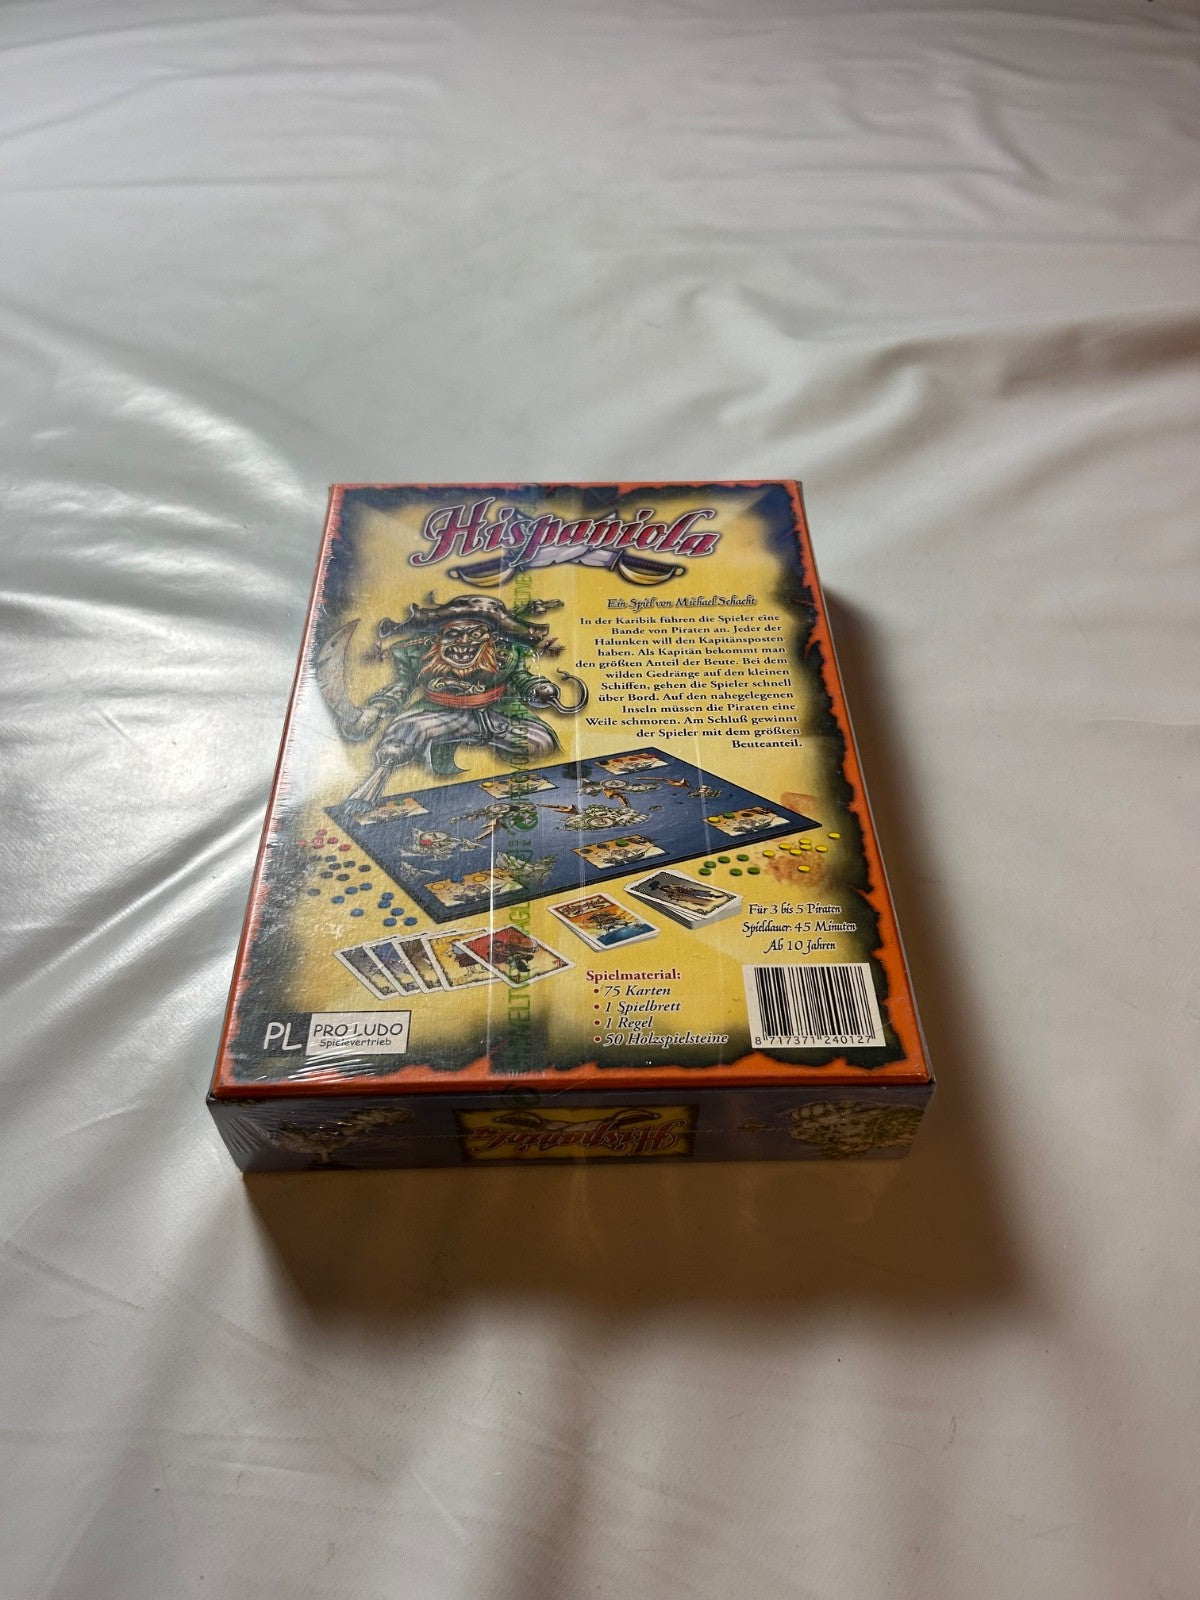 Hispaniola
Ein Spiel von Michael Schacht
In der Karibik führen die Spieler eine
Bande von Piraten an. Jeder der
Halunken will den Kapitänsposten
haben. Als Kapitän bekommt man
den größten Anteil der Beute. Bei dem
wilden Gedränge auf den kleinen
Schiffen, gehen die Spieler schnell
über Bord. Auf den nahegelegenen
Inseln müssen die Piraten eine
Weile schmoren. Am Schluß gewinnt
der Spieler mit dem größten
Beuteanteil.
Für 3 bis 5 Piraten
Spieldauer: 45 Minuten
Ab 10 Jahren
Spielmaterial:
• 75 Karten
• 1 Spielbrett
• 1 Regel
• 50 Holzspielsteine
PL PRO LUDO
Spielevertrieb
8 717371 240127
Hispaniola